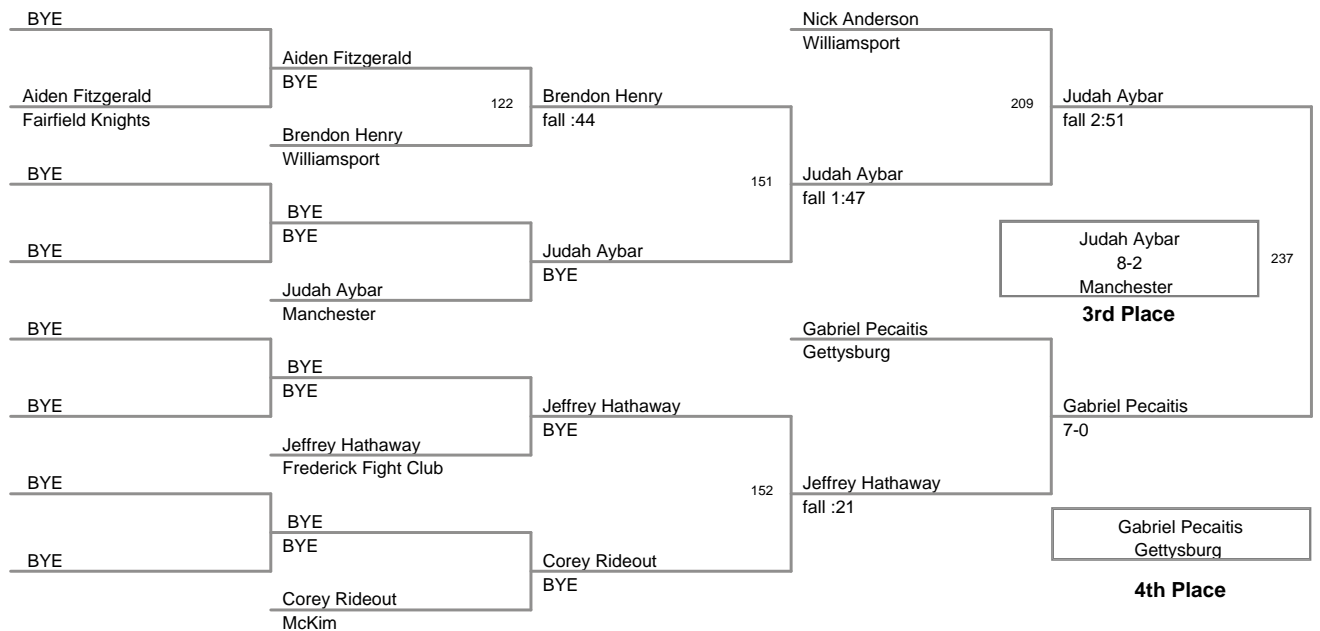 BYE
Aiden Fitzgerald
Fairfield Knights
BYE
BYE
BYE
BYE
BYE
BYE
Aiden Fitzgerald
BYE
122
Brendon Henry
Williamsport
BYE
BYE
Judah Aybar
Manchester
BYE
BYE
Jeffrey Hathaway
Frederick Fight Club
BYE
BYE
Corey Rideout
McKim
Brendon Henry
fall :44
151
Judah Aybar
BYE
Jeffrey Hathaway
BYE
152
Corey Rideout
BYE
Nick Anderson
Williamsport
209
Judah Aybar
fall 1:47
Gabriel Pecaitis
Gettysburg
Jeffrey Hathaway
fall :21
Judah Aybar
fall 2:51
Judah Aybar
8-2
Manchester
237
3rd Place
Gabriel Pecaitis
7-0
Gabriel Pecaitis
Gettysburg
4th Place